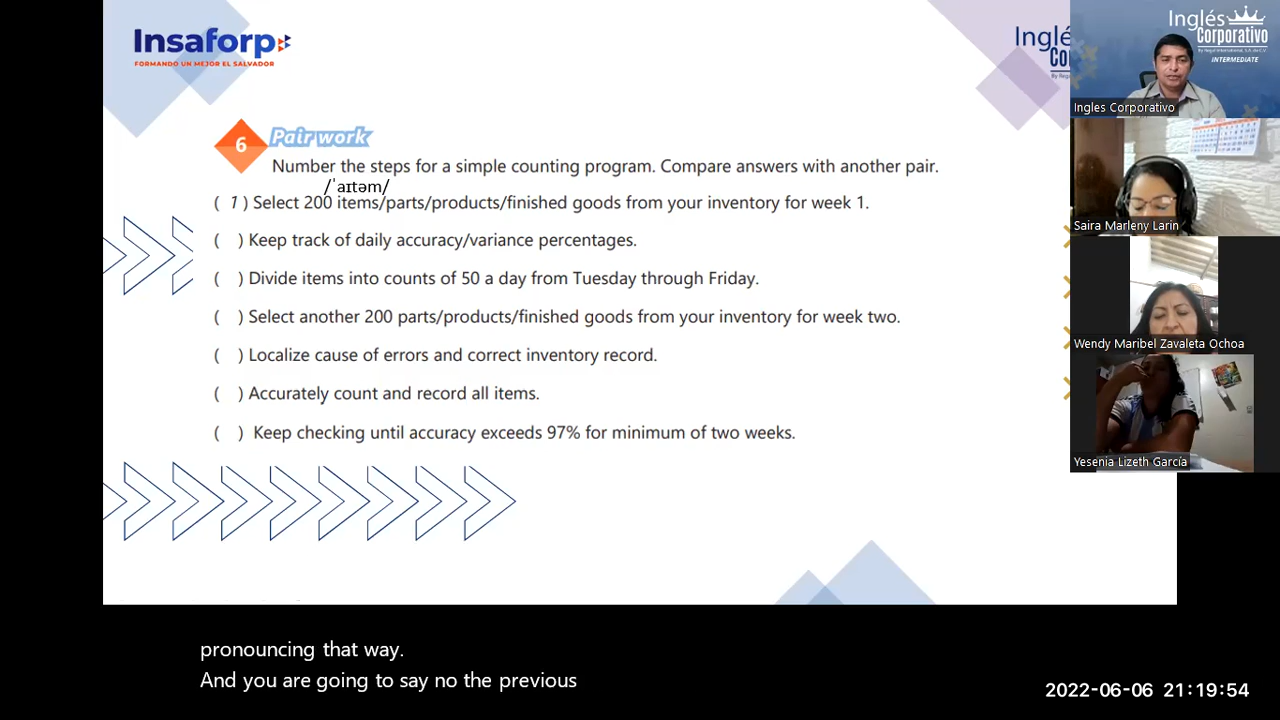 Insaforp
FORMANDO UN MEJOR EL SALVADOR
Inglés
Corporativo
By Regal International, S.A. de C.V.
INTERMEDIATE
Ingles Corporativo
6 Pair work
Number the steps for a simple counting program. Compare answers with another pair.
/ˈaɪtəm/
( 1 ) Select 200 items/parts/products/finished goods from your inventory for week 1.
( ) Keep track of daily accuracy/variance percentages.
( ) Divide items into counts of 50 a day from Tuesday through Friday.
( ) Select another 200 parts/products/finished goods from your inventory for week two.
( ) Localize cause of errors and correct inventory record.
( ) Accurately count and record all items.
( ) Keep checking until accuracy exceeds 97% for minimum of two weeks.
Saira Marleny Larin
Wendy Maribel Zavaleta Ochoa
Yesenia Lizeth García
pronouncing that way.
And you are going to say no the previous
2022-06-06 21:19:54